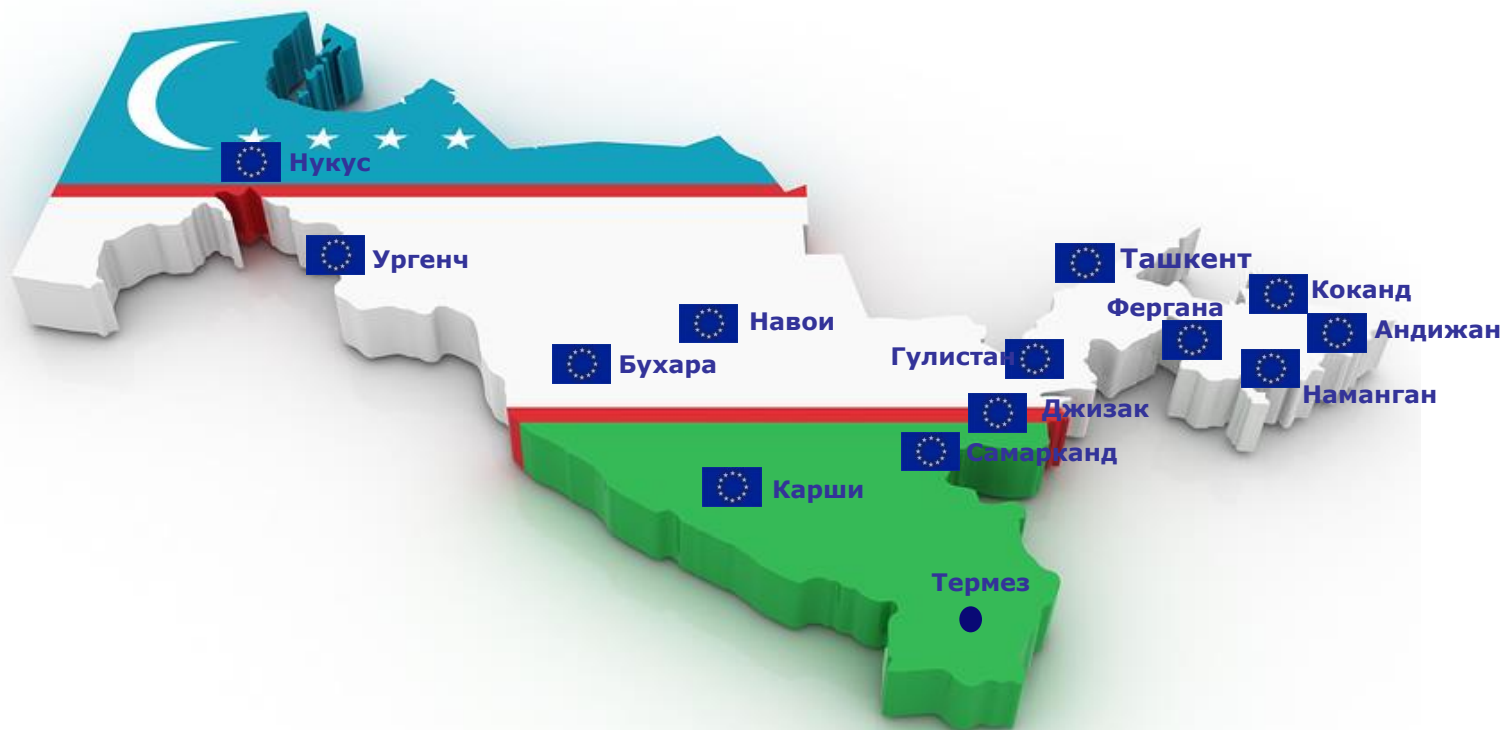 Нукус
Ургенч
Ташкент
Коканд
Фергана
Андижан
Навои
Гулистан
Бухара
Наманган
Джизак
Самарканд
Карши
Термез